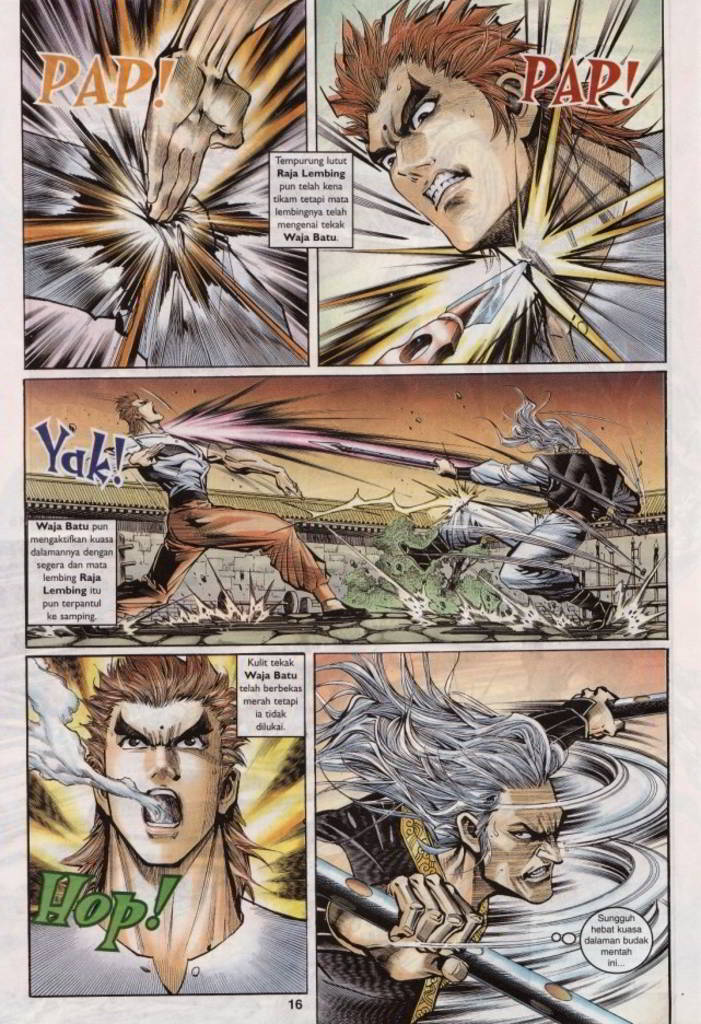 PAP!
PAP!
Tempurung lutut
Raja Lembing
pun telah kena
tikam tetapi mata
lembingnya telah
mengenai tekak
Waja Batu.
Yak!
Waja Batu pun
mengaktifkan kuasa
dalamannya dengan
segera dan mata
lembing Raja
Lembing itu
pun terpantul
ke samping.
Kulit tekak
Waja Batu
telah berbekas
merah tetapi
ia tidak
dilukai.
Hop!
Sungguh
hebat kuasa
dalaman budak
mentah
ini...
16